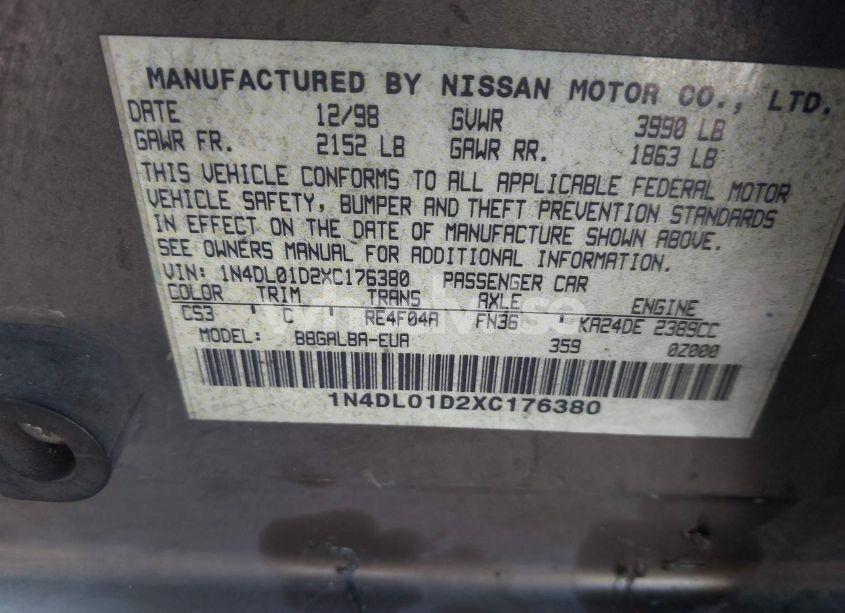 MANUFACTURED BY NISSAN MOTOR CO., LTD.
DATE 12/98 GVWR 3990 LB
GAWR FR. 2152 LB GAWR RR. 1863 LB
THIS VEHICLE CONFORMS TO ALL APPLICABLE FEDERAL MOTOR
VEHICLE SAFETY, BUMPER AND THEFT PREVENTION STANDARDS
IN EFFECT ON THE DATE OF MANUFACTURE SHOWN ABOVE.
SEE OWNERS MANUAL FOR ADDITIONAL INFORMATION.
VIN: 1N4DL01D2XC176380 PASSENGER CAR
COLOR TRIM TRANS AXLE ENGINE
CS3 ' C ' RE4F04A FN36 ' KA24DE 2389CC
MODEL: BBGALBA-EUA 359 0Z000
1N4DL01D2XC176380